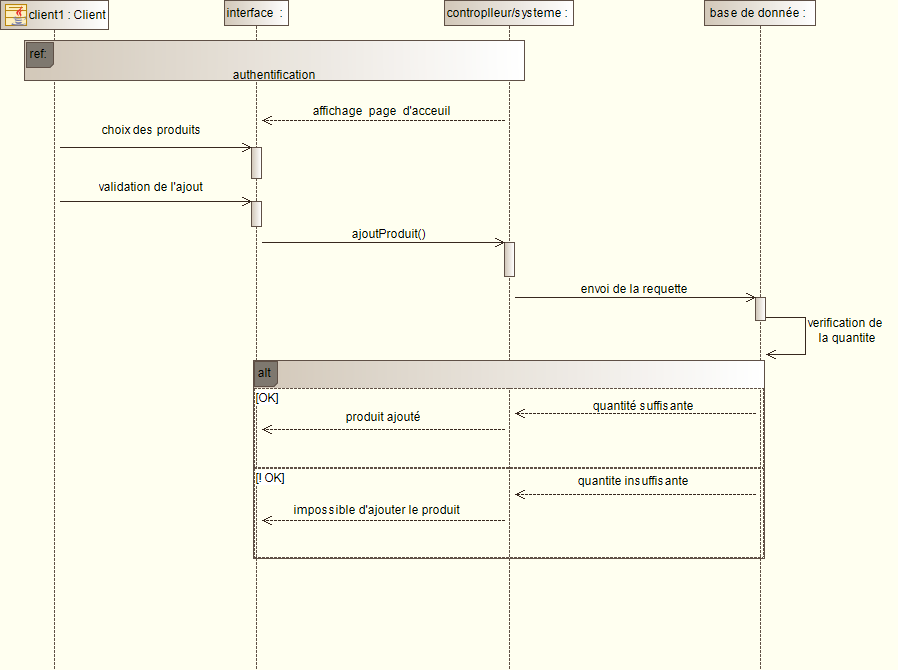 client1 : Client
interface :
controplleur/systeme :
base de donnée :
ref:
authentification
affichage page d'acceuil
choix des produits
validation de l'ajout
ajoutProduit()
envoi de la requette
verification de
la quantite
alt
[OK]
quantité suffisante
produit ajouté
[! OK]
quantite insuffisante
impossible d'ajouter le produit